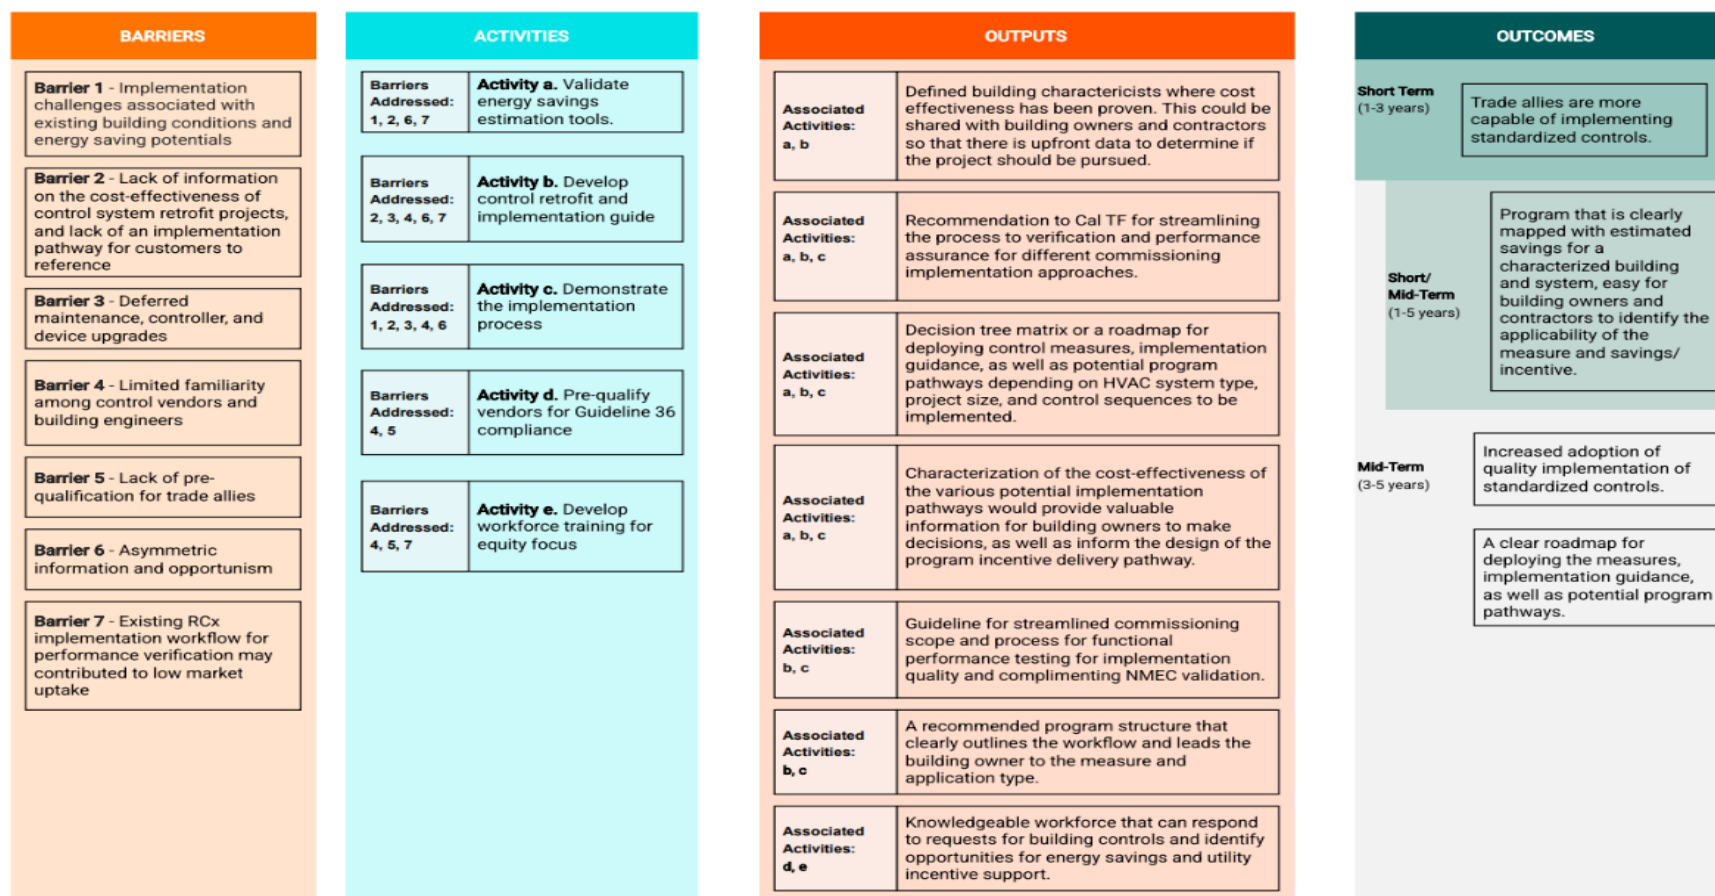 BARRIERS
Barrier 1 - Implementation
challenges associated with
existing building conditions and
energy saving potentials
Barrier 2 - Lack of information
on the cost-effectiveness of
control system retrofit projects,
and lack of an implementation
pathway for customers to
reference
Barrier 3 - Deferred
maintenance, controller, and
device upgrades
Barrier 4 - Limited familiarity
among control vendors and
building engineers
Barrier 5 - Lack of pre-
qualification for trade allies
Barrier 6 - Asymmetric
information and opportunism
Barrier 7 - Existing RCx
implementation workflow for
performance verification may
contributed to low market
uptake
ACTIVITIES
Barriers
Addressed:
1, 2, 6, 7
Activity a. Validate
energy savings
estimation tools.
Barriers
Addressed:
2, 3, 4, 6, 7
Activity b. Develop
control retrofit and
implementation guide
Barriers
Addressed:
1, 2, 3, 4, 6
Activity c. Demonstrate
the implementation
process
Barriers
Addressed:
4, 5
Activity d. Pre-qualify
vendors for Guideline 36
compliance
Barriers
Addressed:
4, 5, 7
Activity e. Develop
workforce training for
equity focus
OUTPUTS
Associated
Activities:
a, b
Defined building charactericists where cost
effectiveness has been proven. This could be
shared with building owners and contractors
so that there is upfront data to determine if
the project should be pursued.
Associated
Activities:
a, b, c
Recommendation to Cal TF for streamlining
the process to verification and performance
assurance for different commissioning
implementation approaches.
Associated
Activities:
a, b, c
Decision tree matrix or a roadmap for
deploying control measures, implementation
guidance, as well as potential program
pathways depending on HVAC system type,
project size, and control sequences to be
implemented.
Associated
Activities:
a, b, c
Characterization of the cost-effectiveness of
the various potential implementation
pathways would provide valuable
information for building owners to make
decisions, as well as inform the design of the
program incentive delivery pathway.
Associated
Activities:
b, c
Guideline for streamlined commissioning
scope and process for functional
performance testing for implementation
quality and complimenting NMEC validation.
Associated
Activities:
b, c
A recommended program structure that
clearly outlines the workflow and leads the
building owner to the measure and
application type.
Associated
Activities:
d, e
Knowledgeable workforce that can respond
to requests for building controls and identify
opportunities for energy savings and utility
incentive support.
OUTCOMES
Short Term
(1-3 years)
Trade allies are more
capable of implementing
standardized controls.
Short/
Mid-Term
(1-5 years)
Program that is clearly
mapped with estimated
savings for a
characterized building
and system, easy for
building owners and
contractors to identify the
applicability of the
measure and savings/
incentive.
Mid-Term
(3-5 years)
Increased adoption of
quality implementation of
standardized controls.
A clear roadmap for
deploying the measures,
implementation guidance,
as well as potential program
pathways.